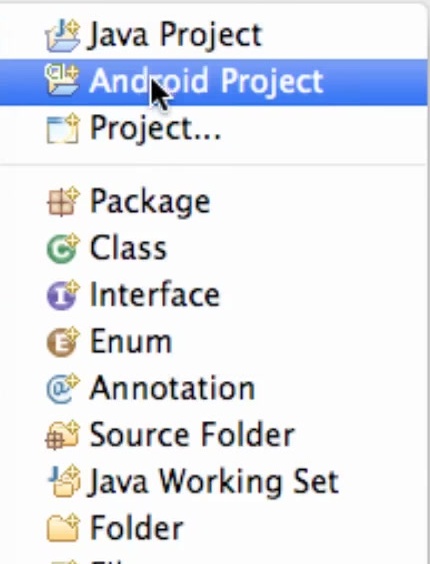 Java Project
Android Project
Project...
Package
Class
Interface
Enum
Annotation
Source Folder
Java Working Set
Folder